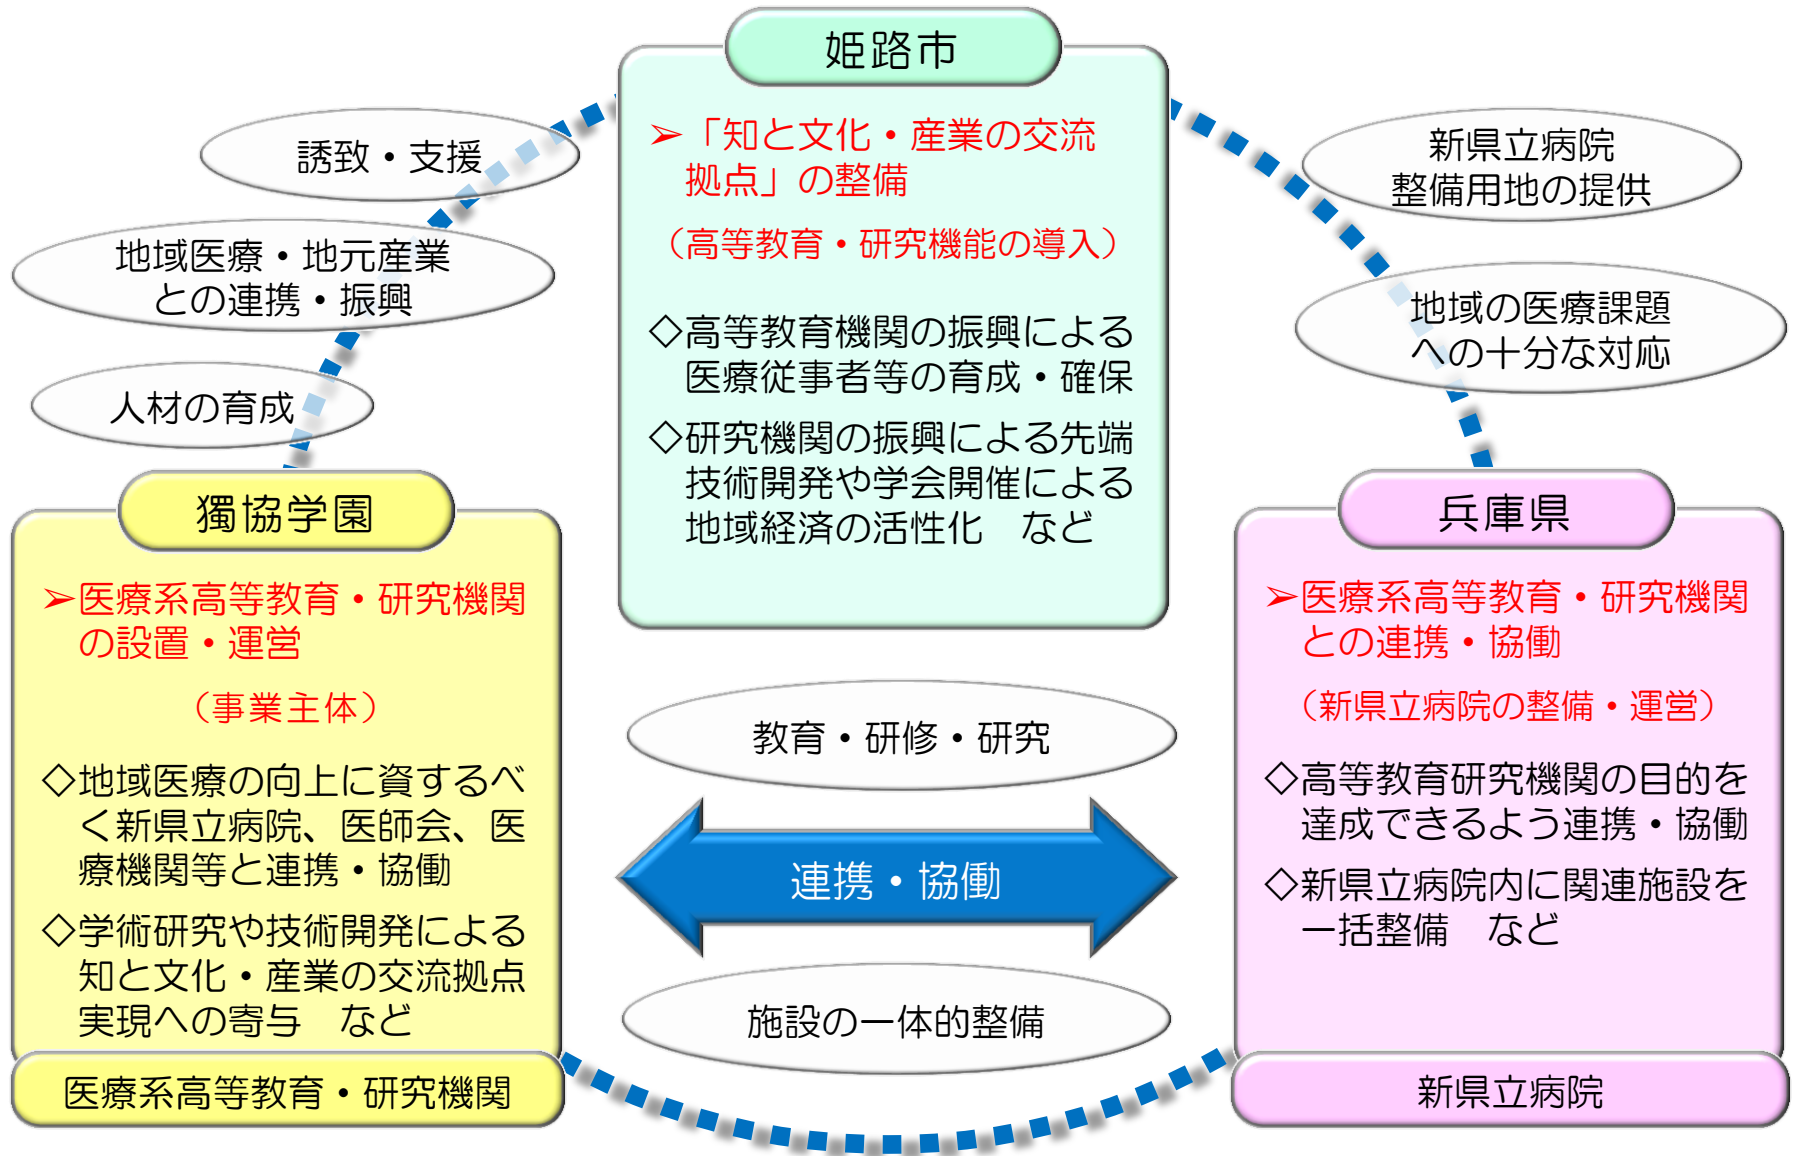 姫路市
➢「知と文化・産業の交流
拠点」の整備
（高等教育・研究機能の導入）
◇高等教育機関の振興による
医療従事者等の育成・確保
◇研究機関の振興による先端
技術開発や学会開催による
地域経済の活性化　など
誘致・支援
地域医療・地元産業
との連携・振興
人材の育成
新県立病院
整備用地の提供
地域の医療課題
への十分な対応
獨協学園
➢医療系高等教育・研究機関
の設置・運営
（事業主体）
◇地域医療の向上に資するべ
く新県立病院、医師会、医
療機関等と連携・協働
◇学術研究や技術開発による
知と文化・産業の交流拠点
実現への寄与　など
医療系高等教育・研究機関
教育・研修・研究
連携・協働
施設の一体的整備
兵庫県
➢医療系高等教育・研究機関
との連携・協働
（新県立病院の整備・運営）
◇高等教育研究機関の目的を
達成できるよう連携・協働
◇新県立病院内に関連施設を
一括整備　など
新県立病院